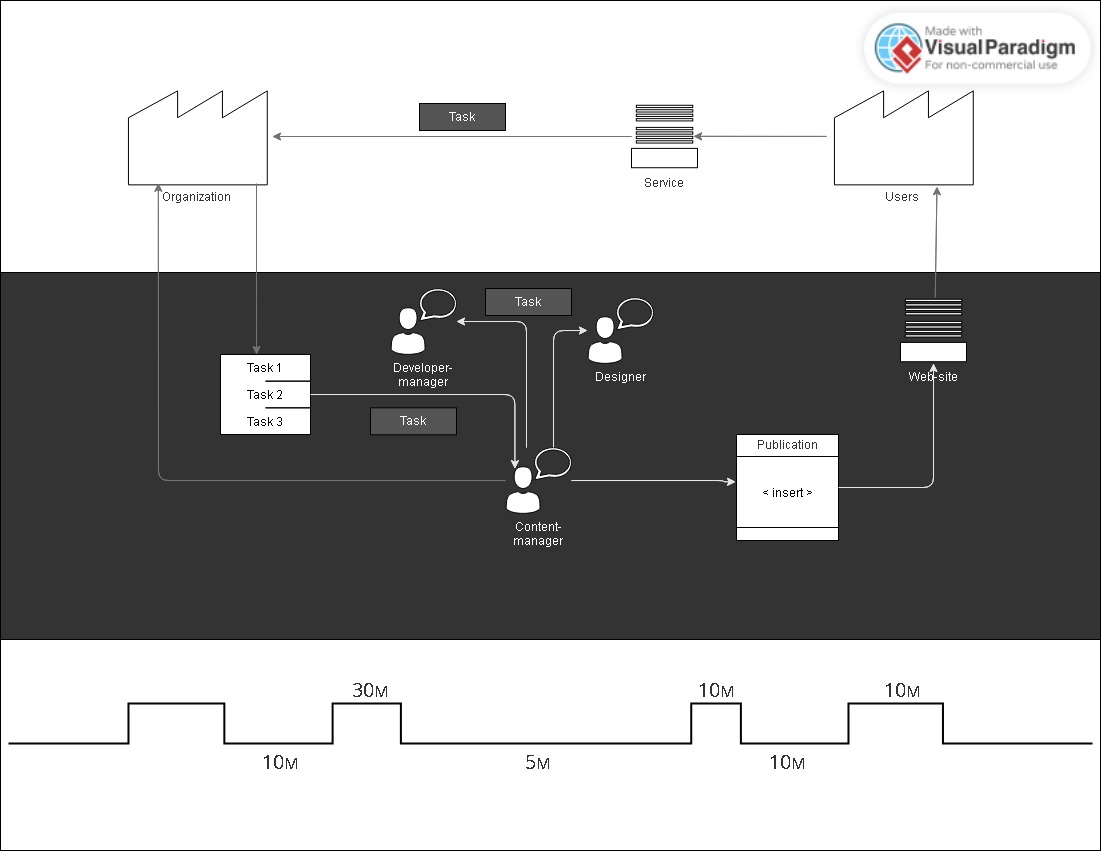 Made with
Visual Paradigm
For non-commercial use
Task
Service
Organization
Users
Task
Task 1
Task 2
Task 3
Developer-
manager
Designer
Web-site
Task
Publication
< insert >
Content-
manager
30м
10м
10м
10м
5м
10м